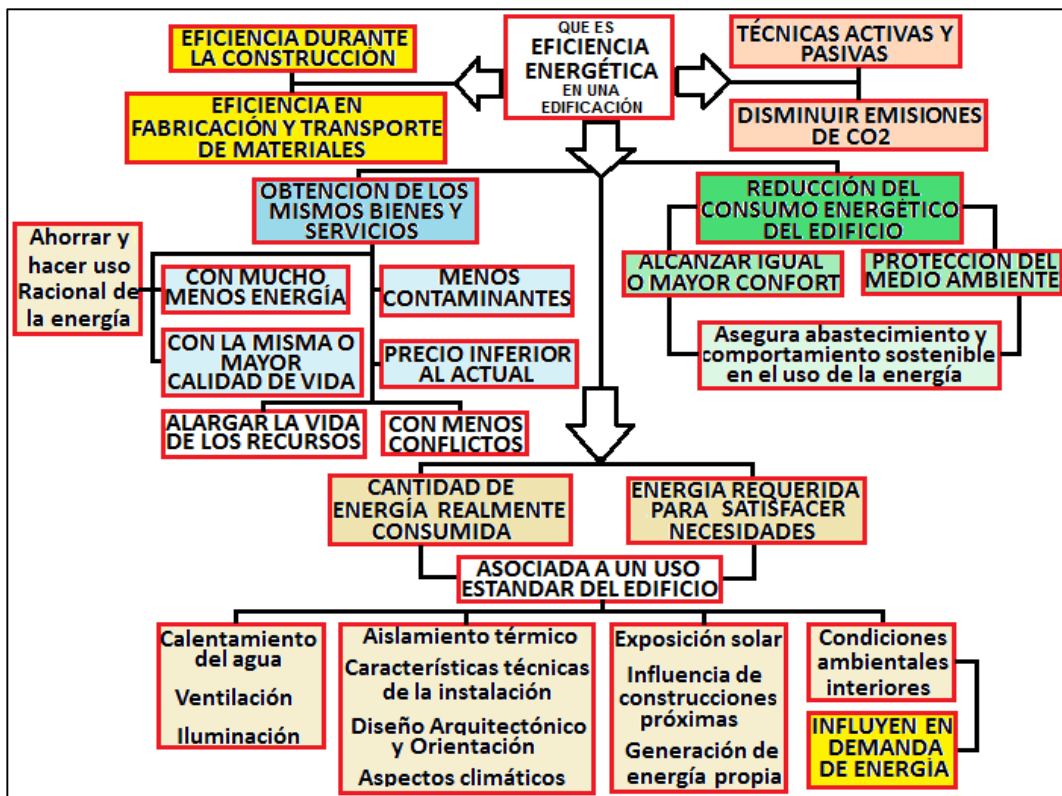 QUE ES
EFICIENCIA
ENERGÉTICA
EN UNA
EDIFICACIÓN
EFICIENCIA DURANTE
LA CONSTRUCCIÓN
EFICIENCIA EN
FABRICACIÓN Y TRANSPORTE
DE MATERIALES
TÉCNICAS ACTIVAS Y
PASIVAS
DISMINUIR EMISIONES
DE CO2
OBTENCION DE LOS
MISMOS BIENES Y
SERVICIOS
Ahorrar y
hacer uso
Racional de
la energía
CON MUCHO
MENOS ENERGÍA
MENOS
CONTAMINANTES
CON LA MISMA O
MAYOR
CALIDAD DE VIDA
PRECIO INFERIOR
AL ACTUAL
ALARGAR LA VIDA
DE LOS RECURSOS
CON MENOS
CONFLICTOS
REDUCCIÓN DEL
CONSUMO ENERGÉTICO
DEL EDIFICIO
ALCANZAR IGUAL
O MAYOR CONFORT
PROTECCION DEL
MEDIO AMBIENTE
Asegura abastecimiento y
comportamiento sostenible
en el uso de la energía
CANTIDAD DE
ENERGÍA REALMENTE
CONSUMIDA
ENERGIA REQUERIDA
PARA SATISFACER
NECESIDADES
ASOCIADA A UN USO
ESTANDAR DEL EDIFICIO
Calentamiento
del agua
Ventilación
Iluminación
Aislamiento térmico
Características técnicas
de la instalación
Diseño Arquitectónico
y Orientación
Aspectos climáticos
Exposición solar
Influencia de
construcciones
próximas
Generación de
energía propia
Condiciones
ambientales
interiores
INFLUYEN EN
DEMANDA
DE ENERGÍA